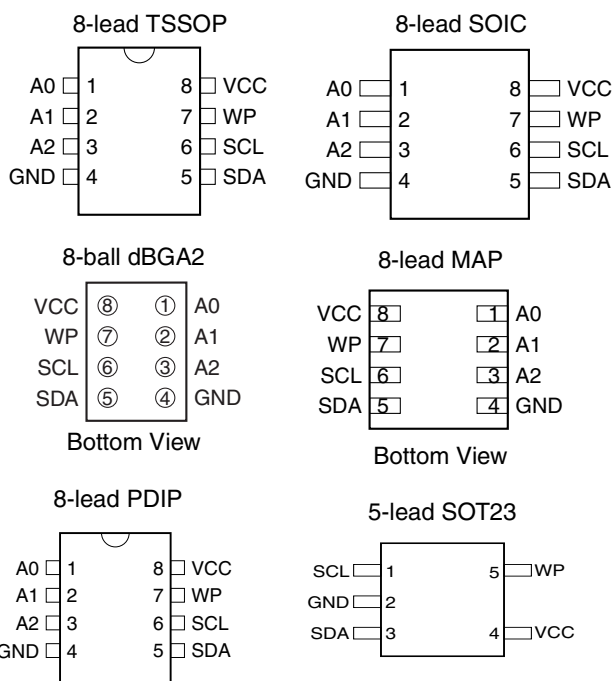 8-lead TSSOP
A0 1 8 VCC
A1 2 7 WP
A2 3 6 SCL
GND 4 5 SDA
8-lead SOIC
A0 1 8 VCC
A1 2 7 WP
A2 3 6 SCL
GND 4 5 SDA
8-ball dBGA2
VCC 8 1 A0
WP 7 2 A1
SCL 6 3 A2
SDA 5 4 GND
Bottom View
8-lead MAP
VCC 8 1 A0
WP 7 2 A1
SCL 6 3 A2
SDA 5 4 GND
Bottom View
8-lead PDIP
A0 1 8 VCC
A1 2 7 WP
A2 3 6 SCL
GND 4 5 SDA
5-lead SOT23
SCL 1 5 WP
GND 2
SDA 3 4 VCC